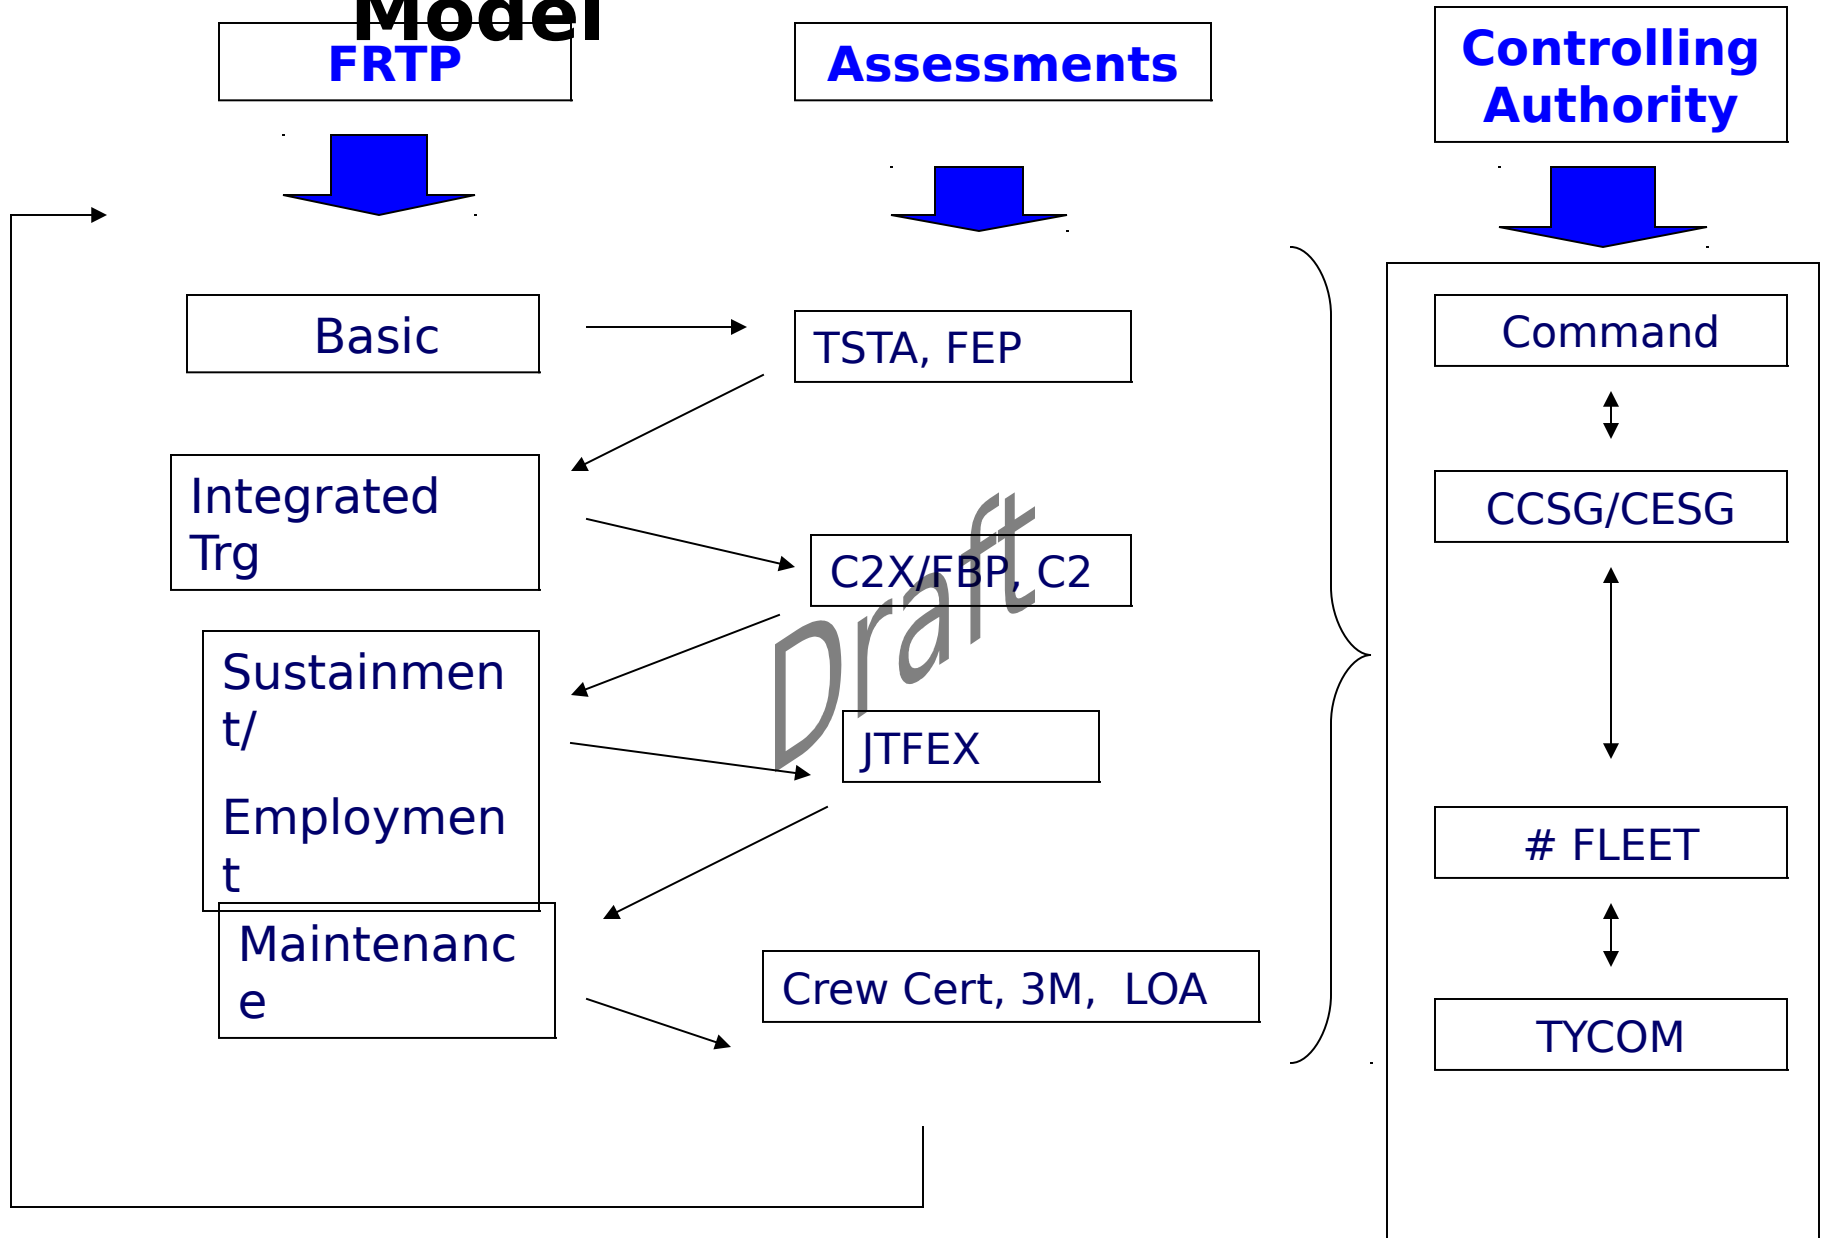 Model
FRTP
Assessments
Controlling
Authority
Basic
TSTA, FEP
Command
Integrated
Trg
CCSG/CESG
C2X/FBP, C2
Draft
Sustainmen
t/
Employmen
t
JTFEX
# FLEET
Maintenanc
e
Crew Cert, 3M,  LOA
TYCOM